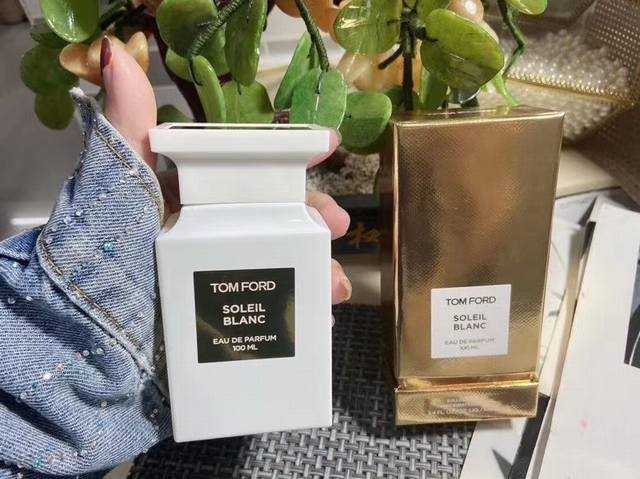 TOM FORD
SOLEIL
BLANC
EAU DE PARFUM
100 ML
TOM FORD
SOLEIL
BLANC
EAU DE PARFUM
100 ML